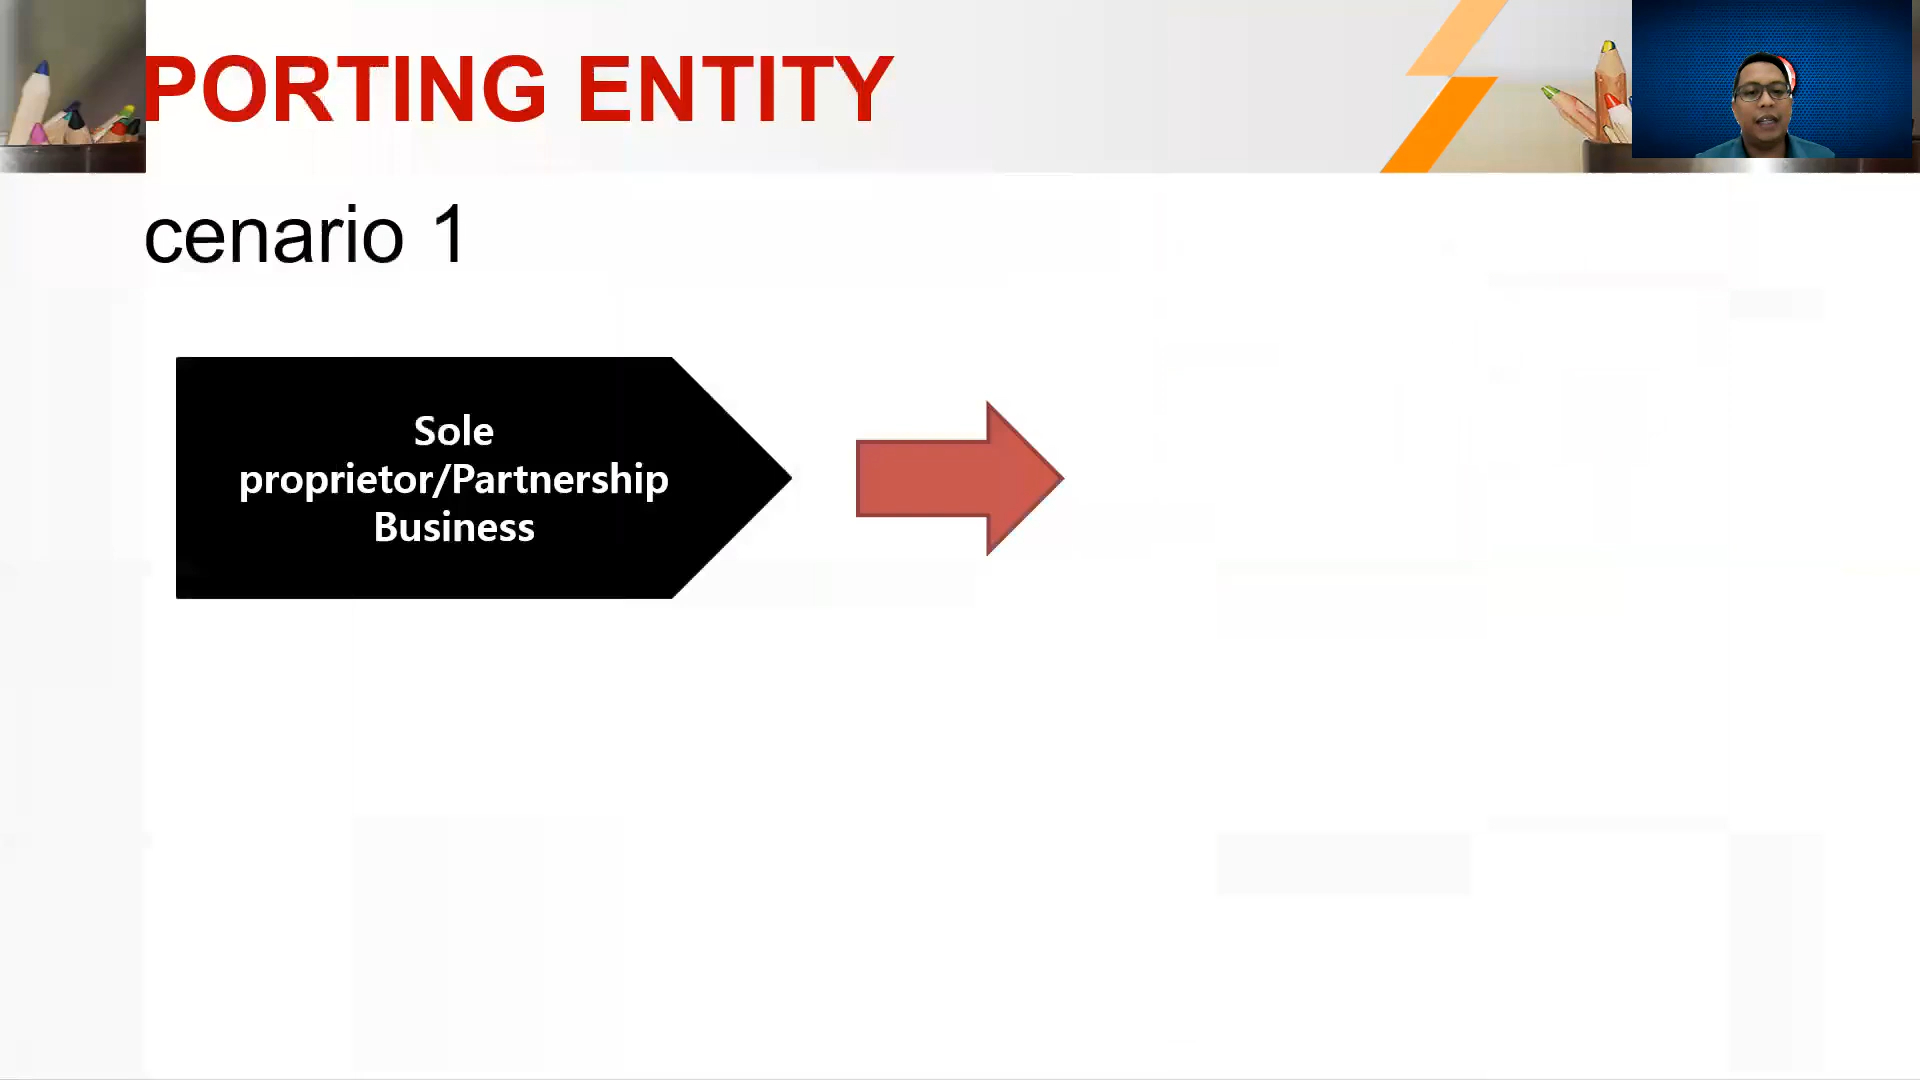 PORTING ENTITY
cenario 1
Sole
proprietor/Partnership
Business